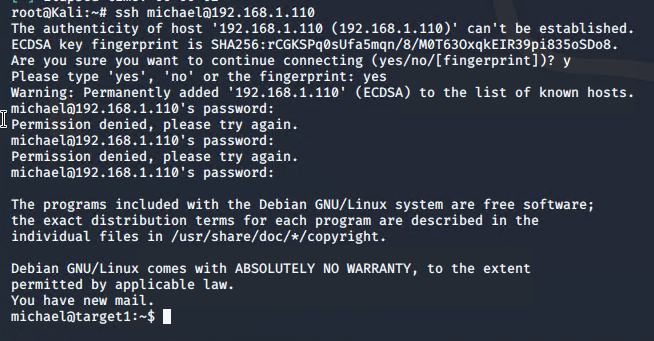 root@Kali:~# ssh michael@192.168.1.110
The authenticity of host '192.168.1.110 (192.168.1.110)' can't be established.
ECDSA key fingerprint is SHA256:rCGKSPq0sUfa5mqn/8/M0T63OxqkEIR39pi835oSDo8.
Are you sure you want to continue connecting (yes/no/[fingerprint])? y
Please type 'yes', 'no' or the fingerprint: yes
Warning: Permanently added '192.168.1.110' (ECDSA) to the list of known hosts.
michael@192.168.1.110's password:
Permission denied, please try again.
michael@192.168.1.110's password:
Permission denied, please try again.
michael@192.168.1.110's password:
The programs included with the Debian GNU/Linux system are free software;
the exact distribution terms for each program are described in the
individual files in /usr/share/doc/*/copyright.
Debian GNU/Linux comes with ABSOLUTELY NO WARRANTY, to the extent
permitted by applicable law.
You have new mail.
michael@target1:~$